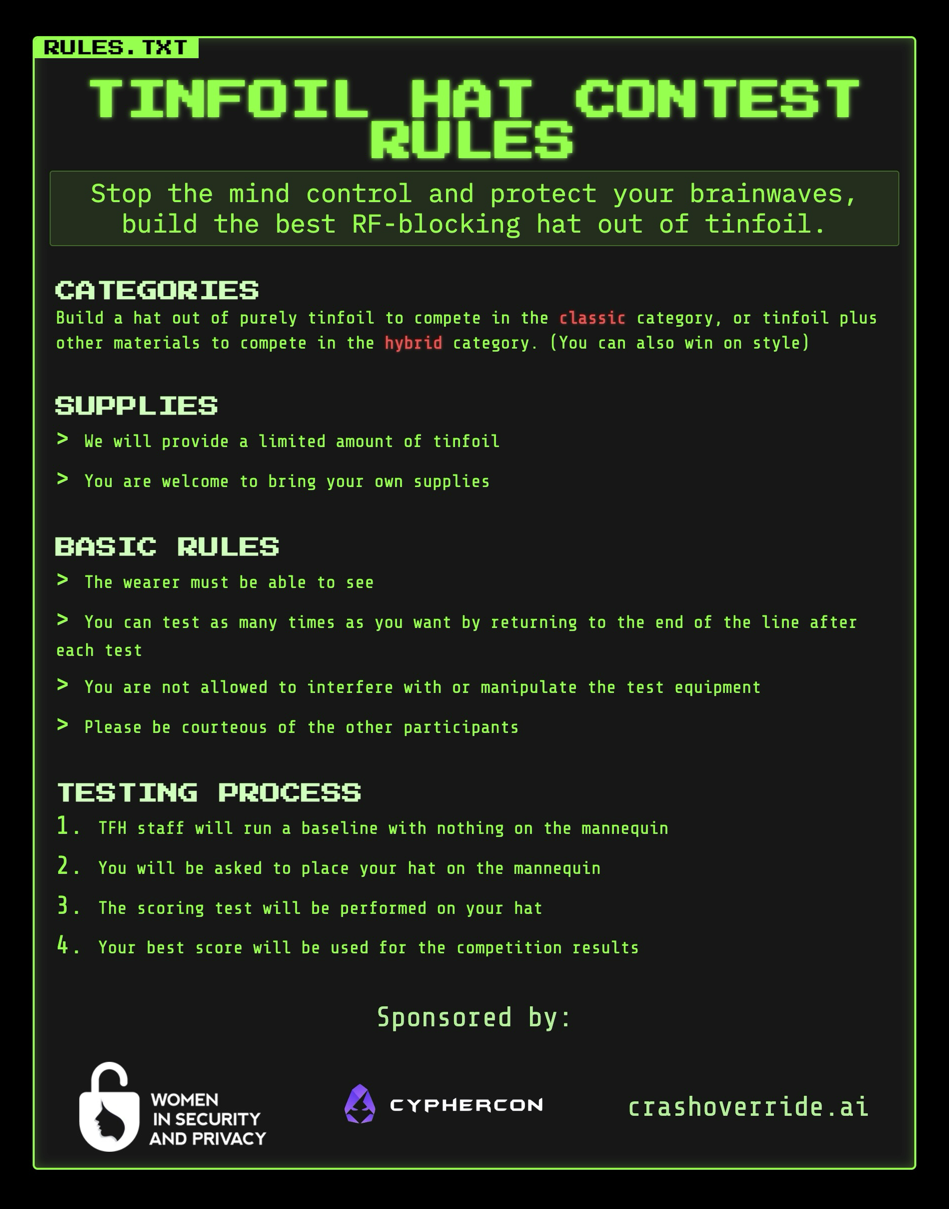 RULES.TXT
TINFOIL HAT CONTEST
RULES
Stop the mind control and protect your brainwaves,
build the best RF-blocking hat out of tinfoil.
CATEGORIES
Build a hat out of purely tinfoil to compete in the classic category, or tinfoil plus
other materials to compete in the hybrid category. (You can also win on style)
SUPPLIES
> We will provide a limited amount of tinfoil
> You are welcome to bring your own supplies
BASIC RULES
> The wearer must be able to see
> You can test as many times as you want by returning to the end of the line after
each test
> You are not allowed to interfere with or manipulate the test equipment
> Please be courteous of the other participants
TESTING PROCESS
1. TFH staff will run a baseline with nothing on the mannequin
2. You will be asked to place your hat on the mannequin
3. The scoring test will be performed on your hat
4. Your best score will be used for the competition results
Sponsored by:
WOMEN
IN SECURITY
AND PRIVACY
CYPHERCON
crashoverride.ai